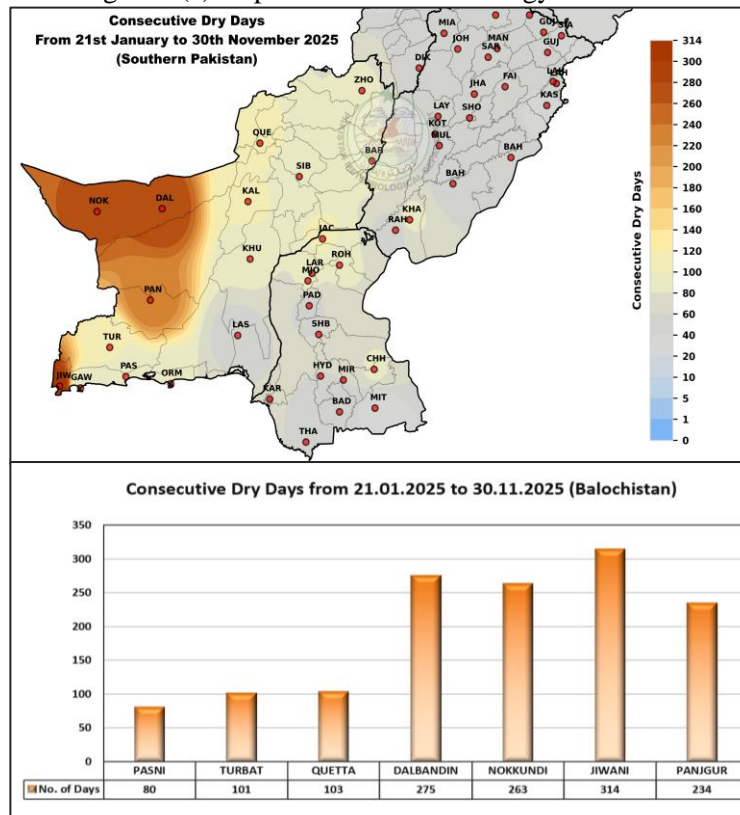 Consecutive Dry Days
From 21st January to 30th November 2025
(Southern Pakistan)
MIA
GUJ
SIA
JOH
MAN
SAR
GUJ
DIK
ZHO
JHA
FAI
LAH
KAS
LAY
SHO
KOT
MUL
QUE
BAR
BAH
SIB
BAH
NOK
DAL
KAL
KHA
RAH
JAC
KHU
LAR
ROH
MJO
PAN
PAD
LAS
SHB
TUR
CHH
JIW
GAW
PAS
ORM
HYD
MIR
KAR
BAD
MIT
THA
Consecutive Dry Days
314
300
280
260
240
220
200
180
160
140
120
100
80
60
40
20
10
5
1
0
Consecutive Dry Days from 21.01.2025 to 30.11.2025 (Balochistan)
350
300
250
200
150
100
50
0
PASNI TURBAT QUETTA DALBANDIN NOKKUNDI JIWANI PANJGUR
No. of Days 80 101 103 275 263 314 234